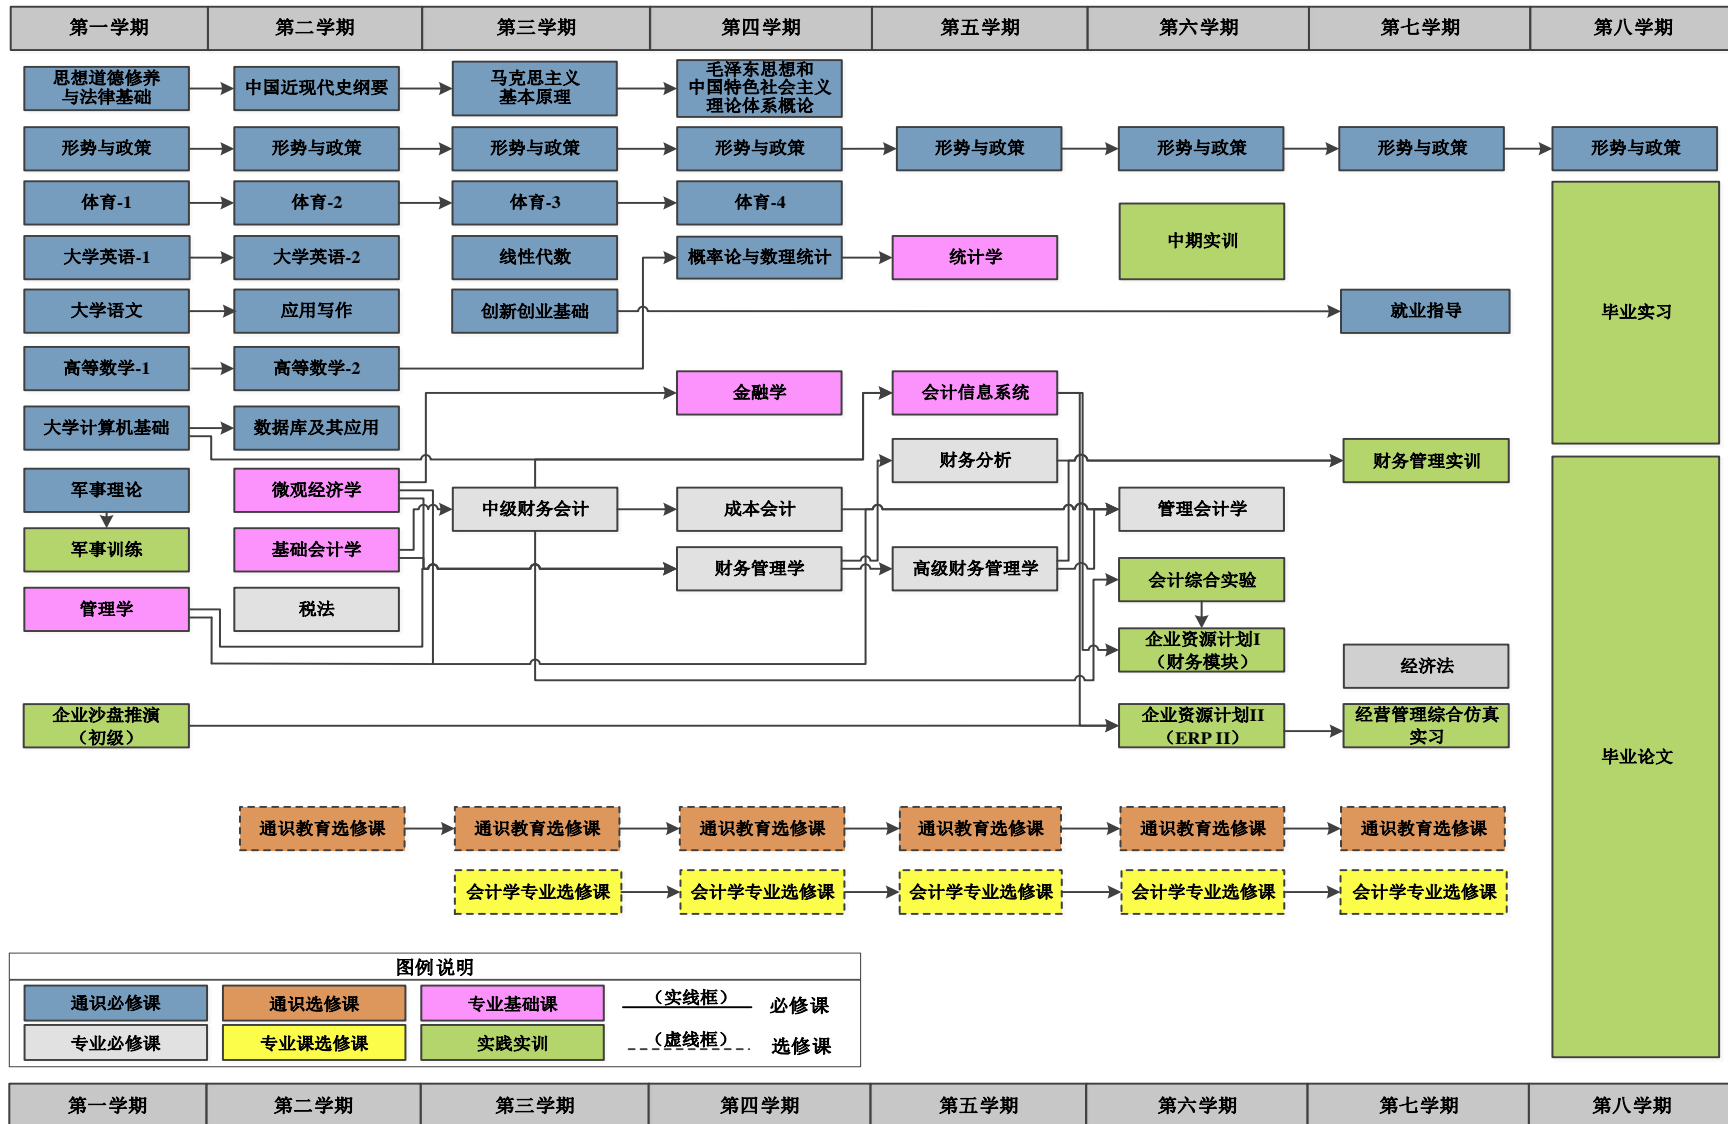 第一学期
第二学期
第三学期
第四学期
第五学期
第六学期
第七学期
第八学期
思想道德修养
与法律基础
中国近现代史纲要
马克思主义
基本原理
毛泽东思想和
中国特色社会主义
理论体系概论
形势与政策
形势与政策
形势与政策
形势与政策
形势与政策
形势与政策
形势与政策
形势与政策
体育-1
体育-2
体育-3
体育-4
中期实训
大学英语-1
大学英语-2
线性代数
概率论与数理统计
统计学
大学语文
应用写作
创新创业基础
就业指导
毕业实习
高等数学-1
高等数学-2
金融学
会计信息系统
大学计算机基础
数据库及其应用
财务分析
财务管理实训
军事理论
微观经济学
中级财务会计
成本会计
管理会计学
军事训练
基础会计学
财务管理学
高级财务管理学
会计综合实验
管理学
税法
企业资源计划I
（财务模块）
经济法
企业沙盘推演
（初级）
企业资源计划II
（ERP II）
经营管理综合仿真
实习
毕业论文
通识教育选修课
通识教育选修课
通识教育选修课
通识教育选修课
通识教育选修课
通识教育选修课
会计学专业选修课
会计学专业选修课
会计学专业选修课
会计学专业选修课
会计学专业选修课
图例说明
通识必修课
通识选修课
专业基础课
（实线框）
必修课
专业必修课
专业课选修课
实践实训
（虚线框）
选修课
第一学期
第二学期
第三学期
第四学期
第五学期
第六学期
第七学期
第八学期